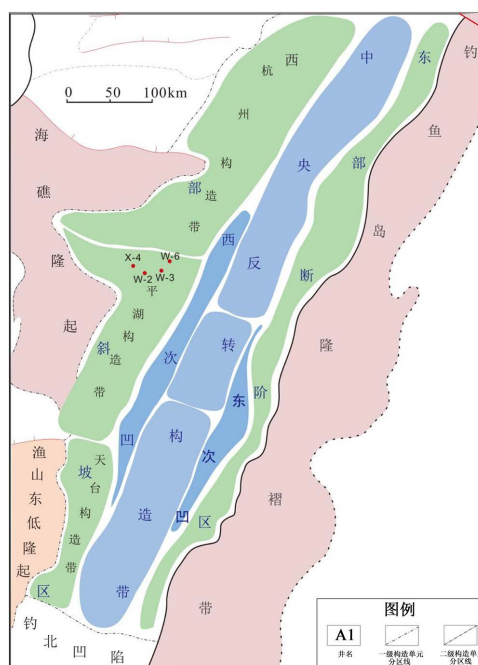 西部斜坡区
杭州构造带
中央反转构造带
东部断阶区
钓鱼岛隆褶带
0 50 100km
海礁隆起
X-4
W-6
W-2
W-3
平湖构造带
西次凹
东次凹
天台构造带
渔山东低隆起
钓北凹陷
图例
A1
井名
一级构造单元
分区线
二级构造单
分区线